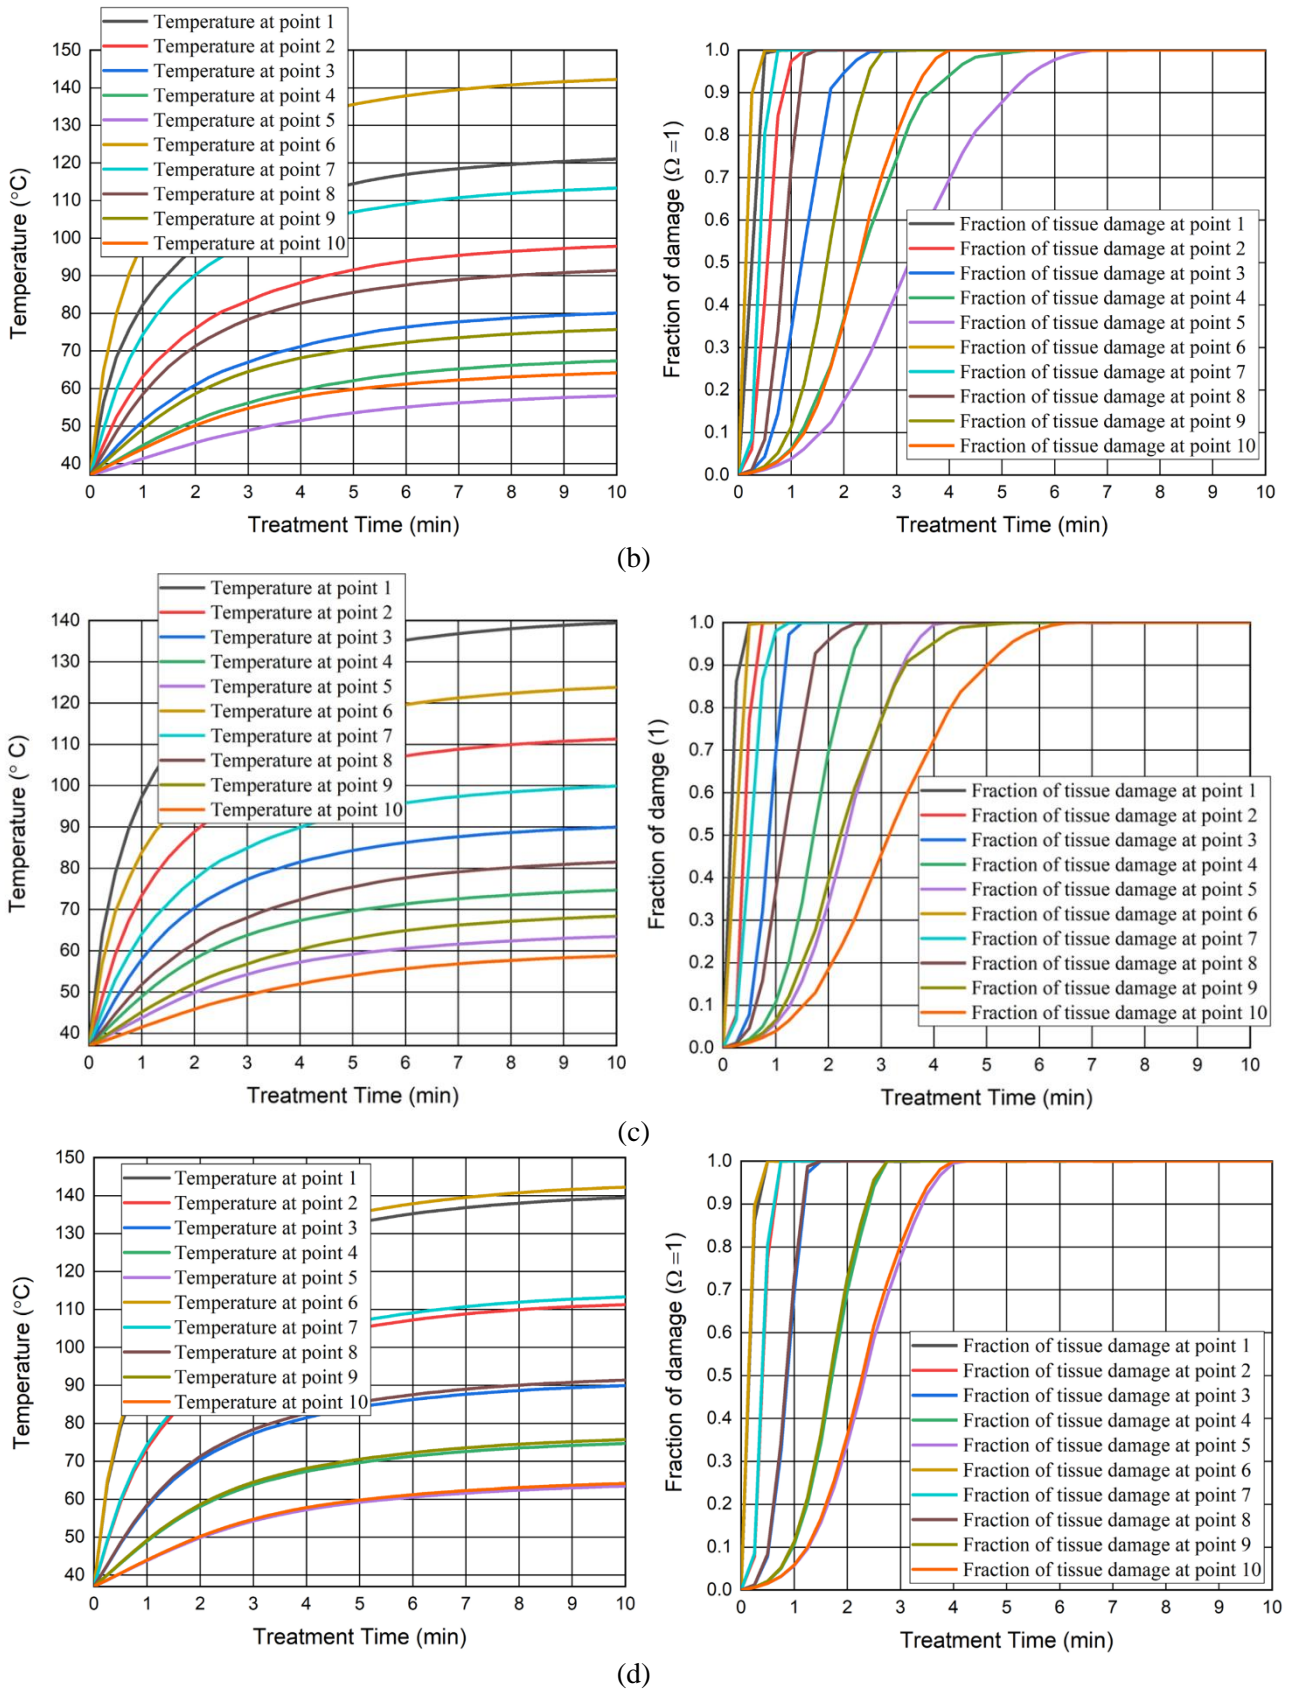 Temperature at point 1
Temperature at point 2
Temperature at point 3
Temperature at point 4
Temperature at point 5
Temperature at point 6
Temperature at point 7
Temperature at point 8
Temperature at point 9
Temperature at point 10
150
140
130
120
110
100
90
80
70
60
50
40
Temperature (°C)
0 1 2 3 4 5 6 7 8 9 10
Treatment Time (min)
1.0
0.9
0.8
0.7
0.6
0.5
0.4
0.3
0.2
0.1
0.0
Fraction of damage (Ω =1)
Fraction of tissue damage at point 1
Fraction of tissue damage at point 2
Fraction of tissue damage at point 3
Fraction of tissue damage at point 4
Fraction of tissue damage at point 5
Fraction of tissue damage at point 6
Fraction of tissue damage at point 7
Fraction of tissue damage at point 8
Fraction of tissue damage at point 9
Fraction of tissue damage at point 10
0 1 2 3 4 5 6 7 8 9 10
Treatment Time (min)
(b)
Temperature at point 1
Temperature at point 2
Temperature at point 3
Temperature at point 4
Temperature at point 5
Temperature at point 6
Temperature at point 7
Temperature at point 8
Temperature at point 9
Temperature at point 10
140
130
120
110
100
90
80
70
60
50
40
Temperature (° C)
0 1 2 3 4 5 6 7 8 9 10
Treatment Time (min)
1.0
0.9
0.8
0.7
0.6
0.5
0.4
0.3
0.2
0.1
0.0
Fraction of damge (1)
Fraction of tissue damage at point 1
Fraction of tissue damage at point 2
Fraction of tissue damage at point 3
Fraction of tissue damage at point 4
Fraction of tissue damage at point 5
Fraction of tissue damage at point 6
Fraction of tissue damage at point 7
Fraction of tissue damage at point 8
Fraction of tissue damage at point 9
Fraction of tissue damage at point 10
0 1 2 3 4 5 6 7 8 9 10
Treatment Time (min)
(c)
Temperature at point 1
Temperature at point 2
Temperature at point 3
Temperature at point 4
Temperature at point 5
Temperature at point 6
Temperature at point 7
Temperature at point 8
Temperature at point 9
Temperature at point 10
150
140
130
120
110
100
90
80
70
60
50
40
Temperature (°C)
0 1 2 3 4 5 6 7 8 9 10
Treatment Time (min)
1.0
0.9
0.8
0.7
0.6
0.5
0.4
0.3
0.2
0.1
0.0
Fraction of damage (Ω =1)
Fraction of tissue damage at point 1
Fraction of tissue damage at point 2
Fraction of tissue damage at point 3
Fraction of tissue damage at point 4
Fraction of tissue damage at point 5
Fraction of tissue damage at point 6
Fraction of tissue damage at point 7
Fraction of tissue damage at point 8
Fraction of tissue damage at point 9
Fraction of tissue damage at point 10
0 1 2 3 4 5 6 7 8 9 10
Treatment Time (min)
(d)